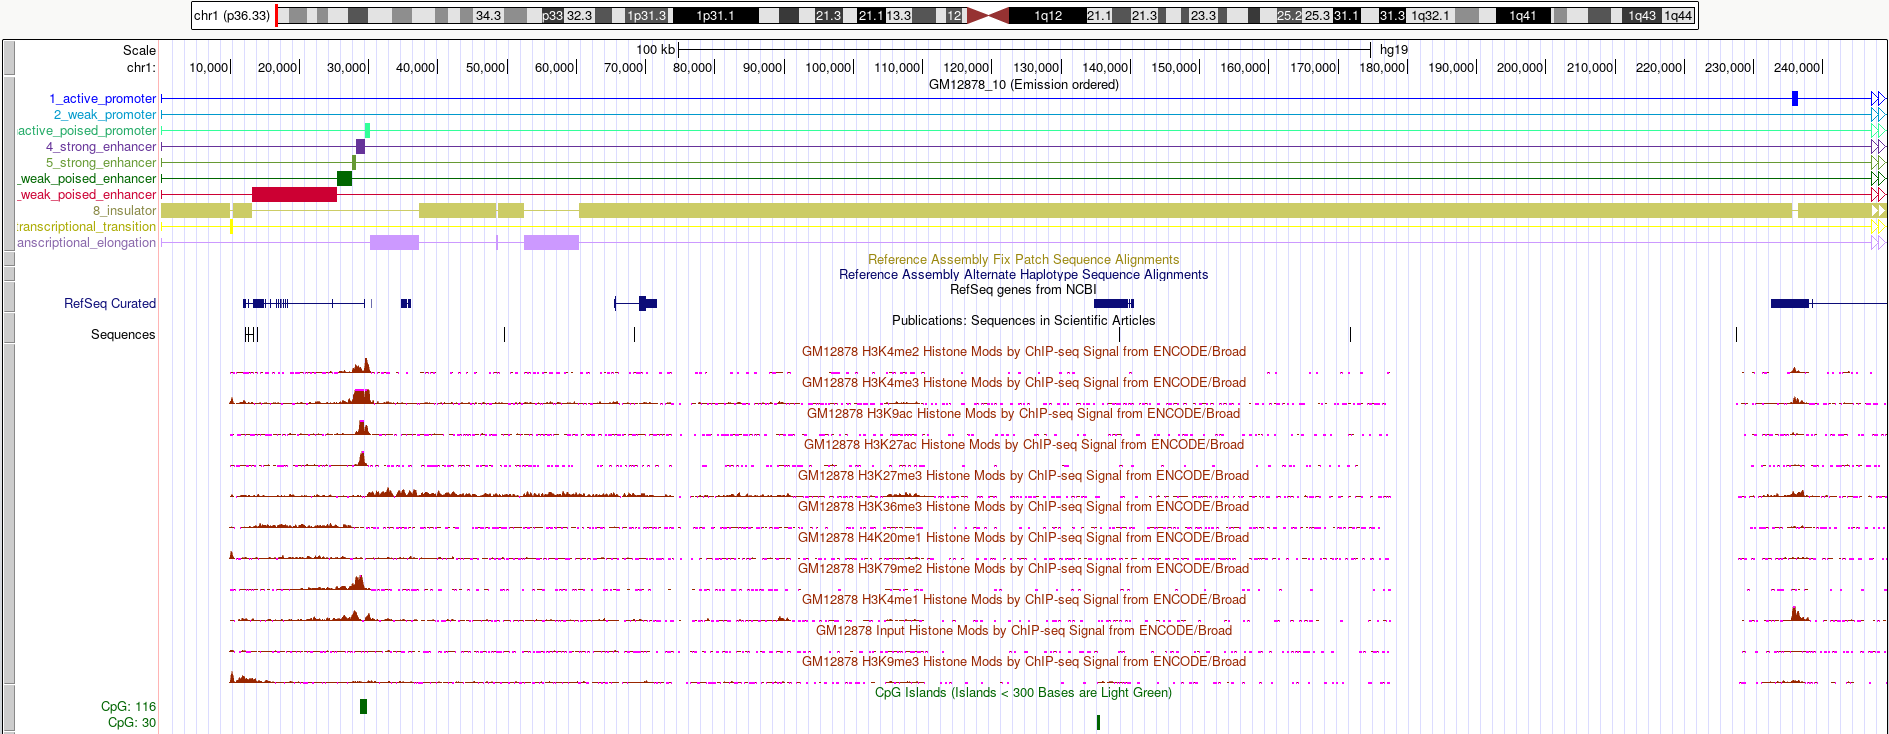 chr1 (p36.33) 34.3 p33 32.3 1p31.3 1p31.1 21.3 21.1 13.3 12 1q12 21.1 21.3 23.3 25.2 25.3 31.1 31.3 1q32.1 1q41 1q43 1q44
Scale 100 kb hg19
chr1: 10,000 20,000 30,000 40,000 50,000 60,000 70,000 80,000 90,000 100,000 110,000 120,000 130,000 140,000 150,000 160,000 170,000 180,000 190,000 200,000 210,000 220,000 230,000 240,000
GM12878_10 (Emission ordered)
1_active_promoter
2_weak_promoter
active_poised_promoter
4_strong_enhancer
5_strong_enhancer
_weak_poised_enhancer
_weak_poised_enhancer
8_insulator
transcriptional_transition
anscriptional_elongation
Reference Assembly Fix Patch Sequence Alignments
Reference Assembly Alternate Haplotype Sequence Alignments
RefSeq genes from NCBI
RefSeq Curated
Publications: Sequences in Scientific Articles
Sequences
GM12878 H3K4me2 Histone Mods by ChIP-seq Signal from ENCODE/Broad
GM12878 H3K4me3 Histone Mods by ChIP-seq Signal from ENCODE/Broad
GM12878 H3K9ac Histone Mods by ChIP-seq Signal from ENCODE/Broad
GM12878 H3K27ac Histone Mods by ChIP-seq Signal from ENCODE/Broad
GM12878 H3K27me3 Histone Mods by ChIP-seq Signal from ENCODE/Broad
GM12878 H3K36me3 Histone Mods by ChIP-seq Signal from ENCODE/Broad
GM12878 H4K20me1 Histone Mods by ChIP-seq Signal from ENCODE/Broad
GM12878 H3K79me2 Histone Mods by ChIP-seq Signal from ENCODE/Broad
GM12878 H3K4me1 Histone Mods by ChIP-seq Signal from ENCODE/Broad
GM12878 Input Histone Mods by ChIP-seq Signal from ENCODE/Broad
GM12878 H3K9me3 Histone Mods by ChIP-seq Signal from ENCODE/Broad
CpG Islands (Islands < 300 Bases are Light Green)
CpG: 116
CpG: 30